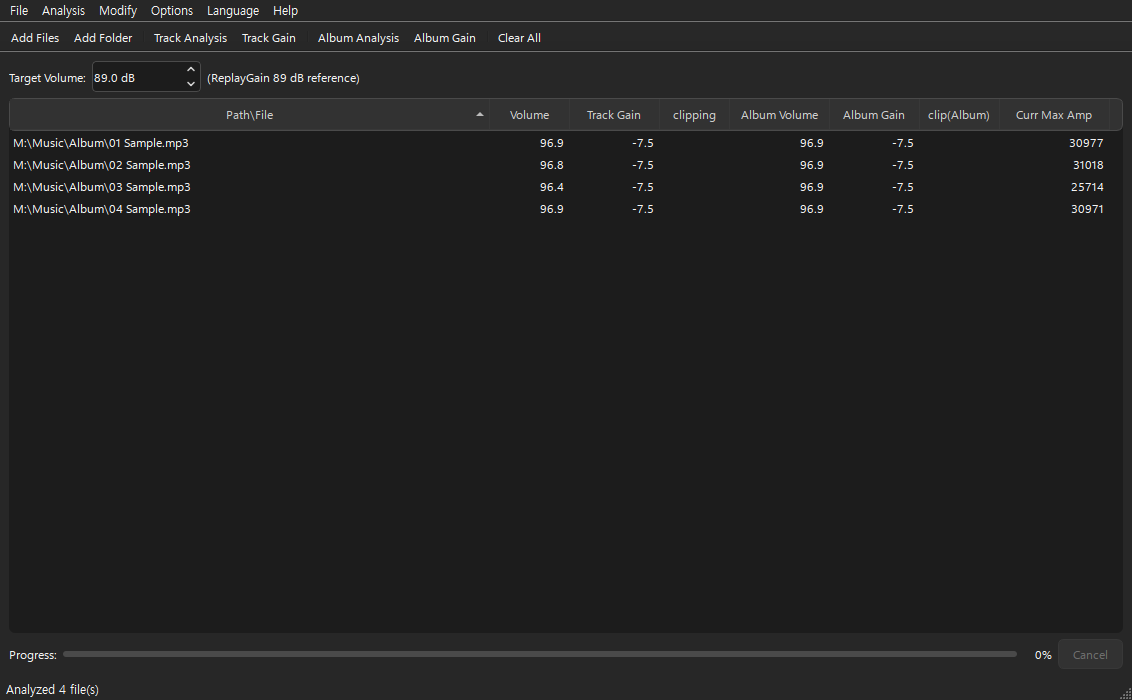 File Analysis Modify Options Language Help
Add Files Add Folder Track Analysis Track Gain Album Analysis Album Gain Clear All
Target Volume: 89.0 dB (ReplayGain 89 dB reference)
Path\File Volume Track Gain clipping Album Volume Album Gain clip(Album) Curr Max Amp
M:\Music\Album\01 Sample.mp3 96.9 -7.5 96.9 -7.5 30977
M:\Music\Album\02 Sample.mp3 96.8 -7.5 96.9 -7.5 31018
M:\Music\Album\03 Sample.mp3 96.4 -7.5 96.9 -7.5 25714
M:\Music\Album\04 Sample.mp3 96.9 -7.5 96.9 -7.5 30971
Progress: 0% Cancel
Analyzed 4 file(s)